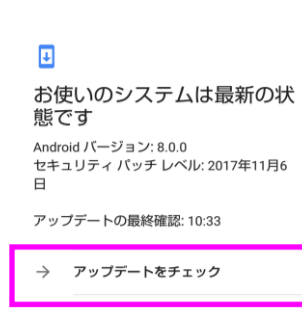 お使いのシステムは最新の状
態です
Android バージョン: 8.0.0
セキュリティ パッチ レベル: 2017年11月6
日
アップデートの最終確認: 10:33
アップデートをチェック